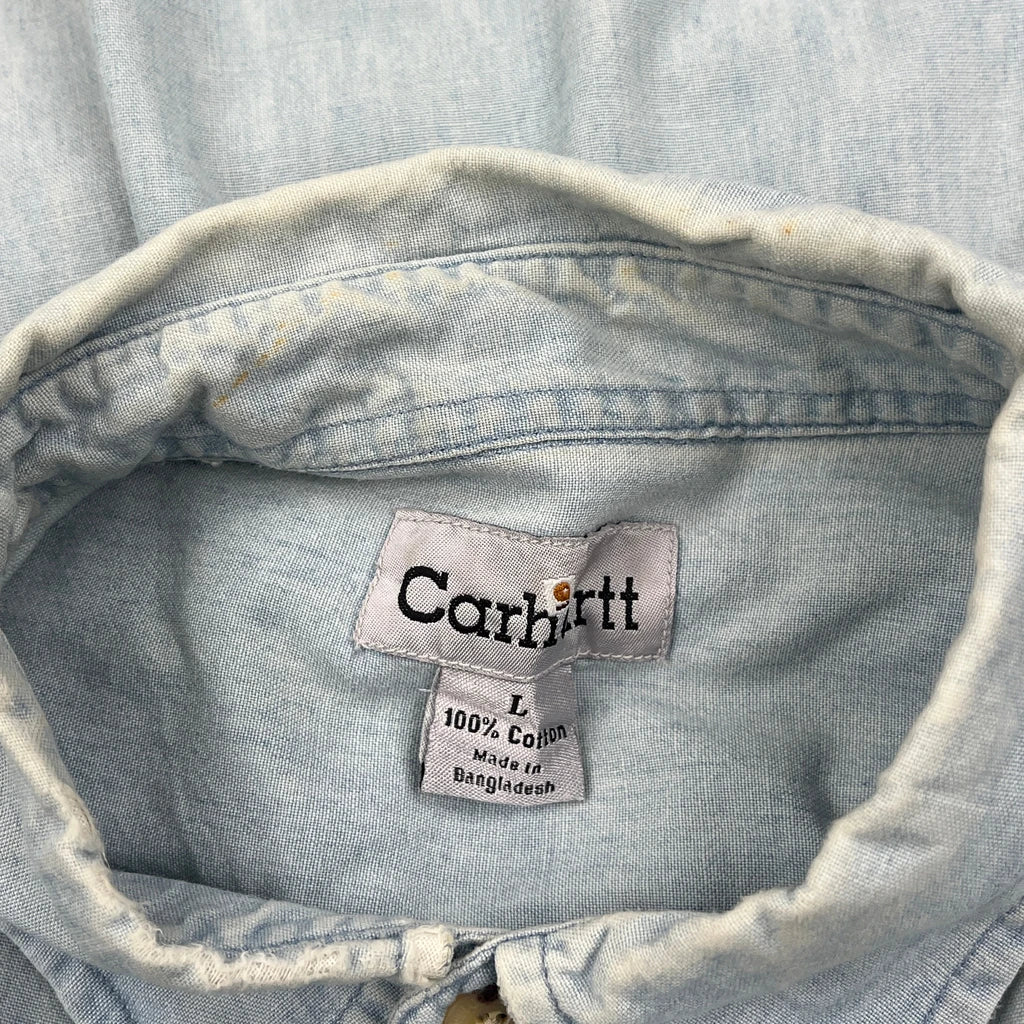 Carhartt
L
100% Cotton
Made in
Bangladesh